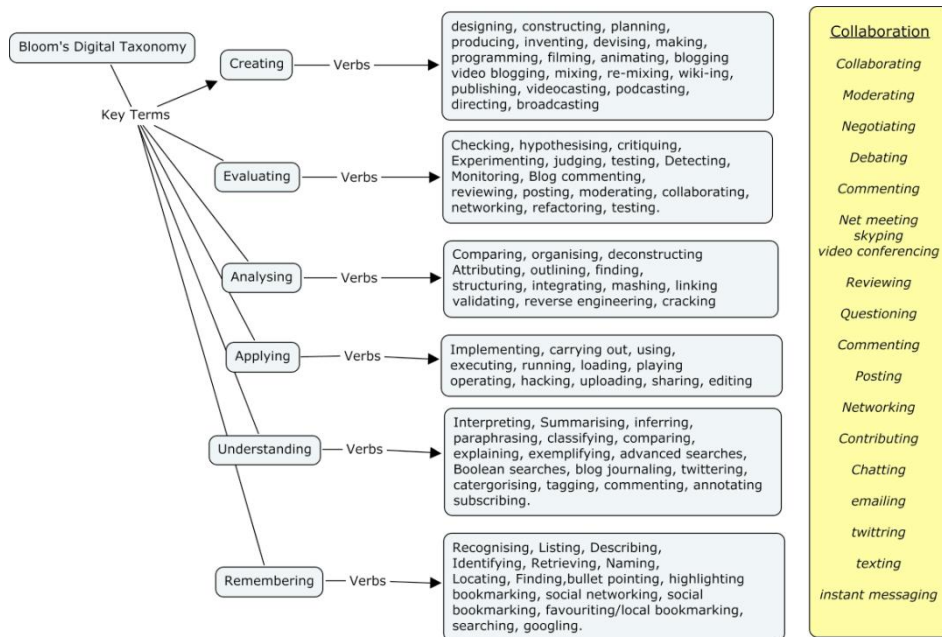 Bloom's Digital Taxonomy
Key Terms
Creating
Verbs
designing, constructing, planning,
producing, inventing, devising, making,
programming, filming, animating, blogging
video blogging, mixing, re-mixing, wiki-ing,
publishing, videocasting, podcasting,
directing, broadcasting
Evaluating
Verbs
Checking, hypothesising, critiquing,
Experimenting, judging, testing, Detecting,
Monitoring, Blog commenting,
reviewing, posting, moderating, collaborating,
networking, refactoring, testing.
Analysing
Verbs
Comparing, organising, deconstructing
Attributing, outlining, finding,
structuring, integrating, mashing, linking
validating, reverse engineering, cracking
Applying
Verbs
Implementing, carrying out, using,
executing, running, loading, playing
operating, hacking, uploading, sharing, editing
Understanding
Verbs
Interpreting, Summarising, inferring,
paraphrasing, classifying, comparing,
explaining, exemplifying, advanced searches,
Boolean searches, blog journaling, twittering,
catergorising, tagging, commenting, annotating
subscribing.
Remembering
Verbs
Recognising, Listing, Describing,
Identifying, Retrieving, Naming,
Locating, Finding,bullet pointing, highlighting
bookmarking, social networking, social
bookmarking, favouriting/local bookmarking,
searching, googling.
Collaboration
Collaborating
Moderating
Negotiating
Debating
Commenting
Net meeting
skyping
video conferencing
Reviewing
Questioning
Commenting
Posting
Networking
Contributing
Chatting
emailing
twittring
texting
instant messaging